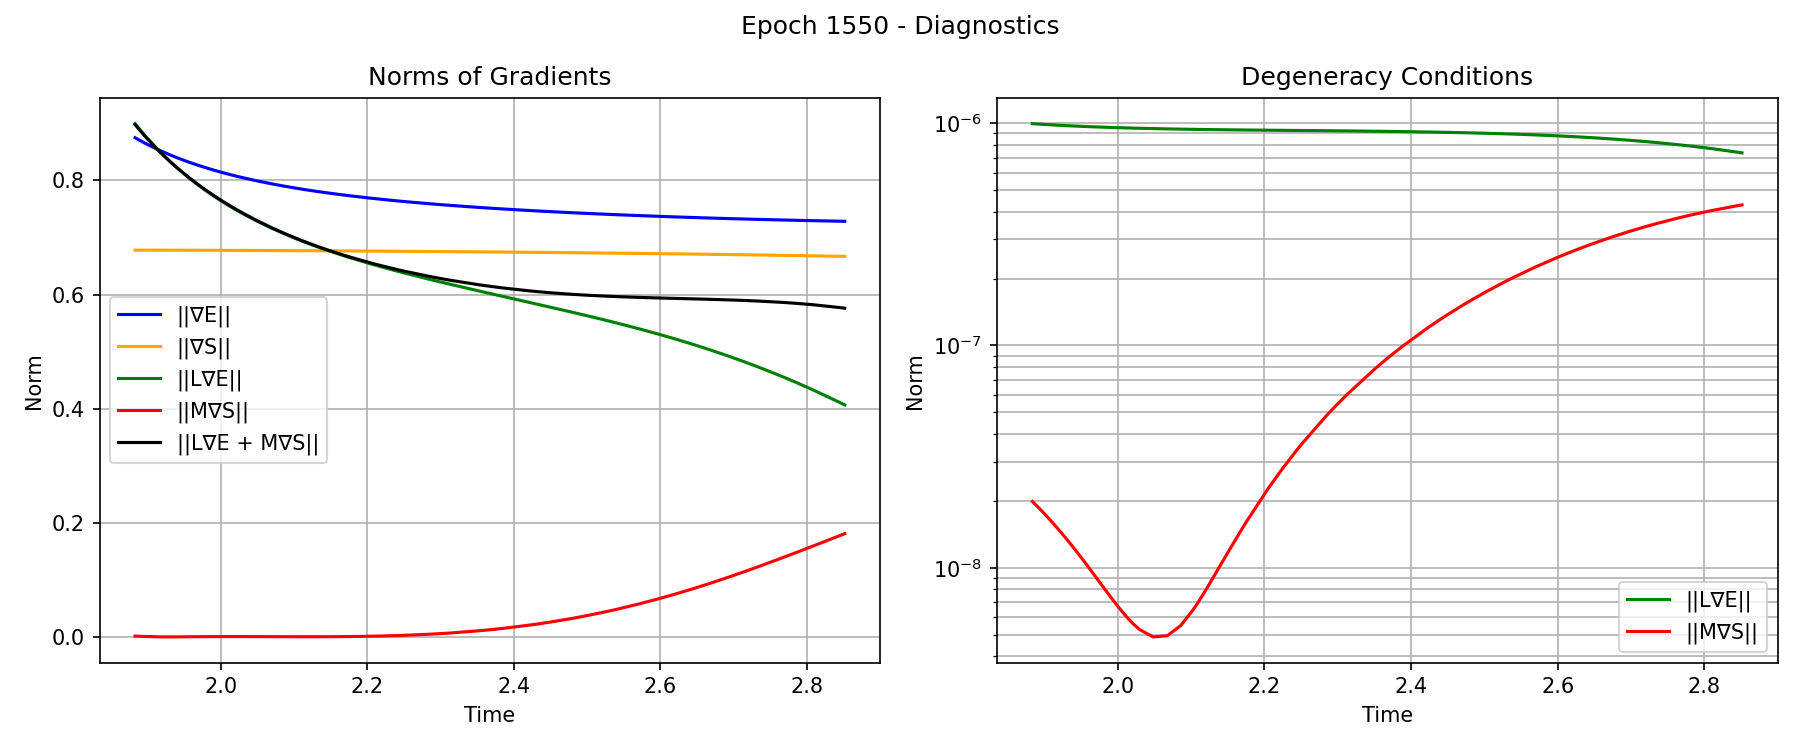 Epoch 1550 - Diagnostics
Norms of Gradients
Norm
0.8
0.6
0.4
0.2
0.0
||∇E||
||∇S||
||L∇E||
||M∇S||
||L∇E + M∇S||
2.0 2.2 2.4 2.6 2.8
Time
Degeneracy Conditions
Norm
10⁻⁶
10⁻⁷
10⁻⁸
||L∇E||
||M∇S||
2.0 2.2 2.4 2.6 2.8
Time